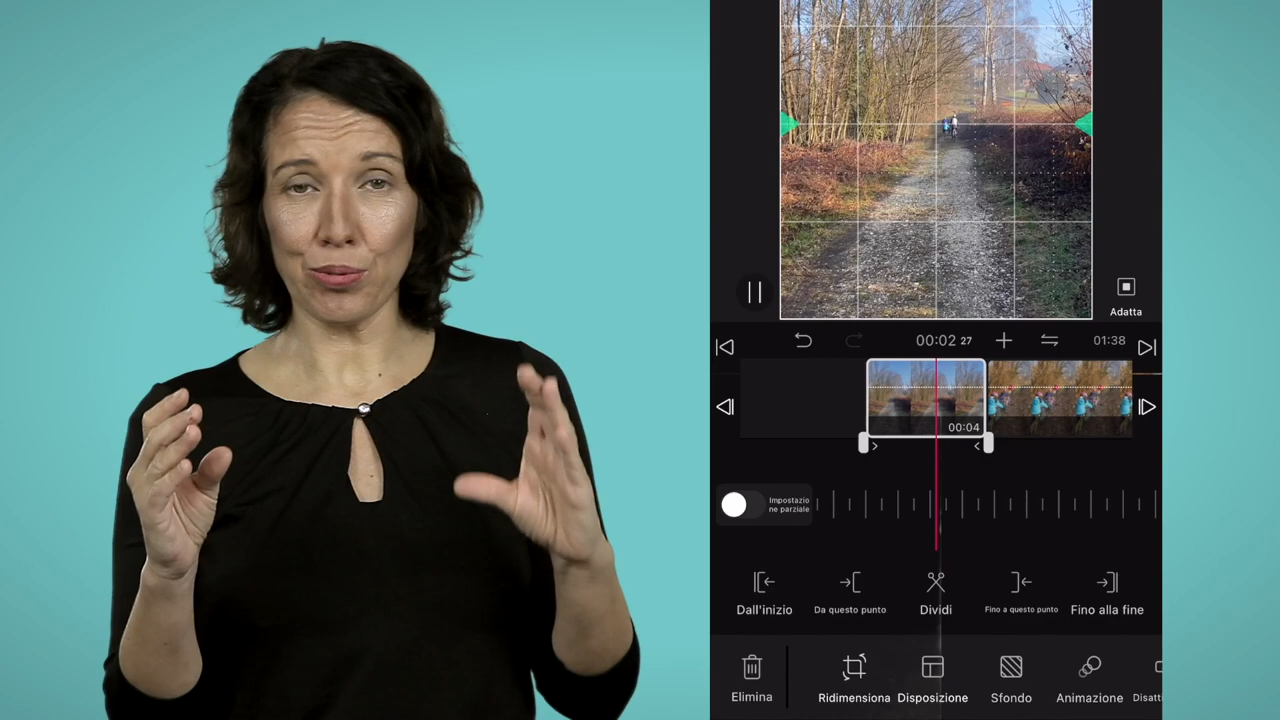 Adatta
00:02 27
01:38
00:04
Impostazio
ne parziale
Dall'inizio
Da questo punto
Dividi
Fino a questo punto
Fino alla fine
Elimina
Ridimensiona
Disposizione
Sfondo
Animazione
Disatt